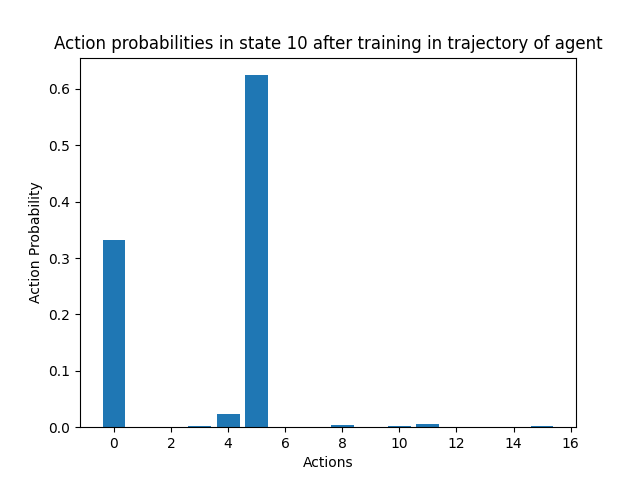 Action probabilities in state 10 after training in trajectory of agent
Action Probability
0.6
0.5
0.4
0.3
0.2
0.1
0.0
0 2 4 6 8 10 12 14 16
Actions